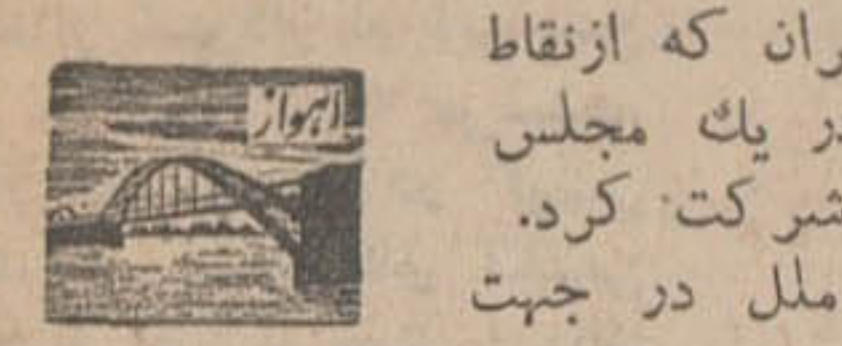 ران که ازنقاط
در یك مجلس
شرکت کرد.
ملل در جهت
اهواز